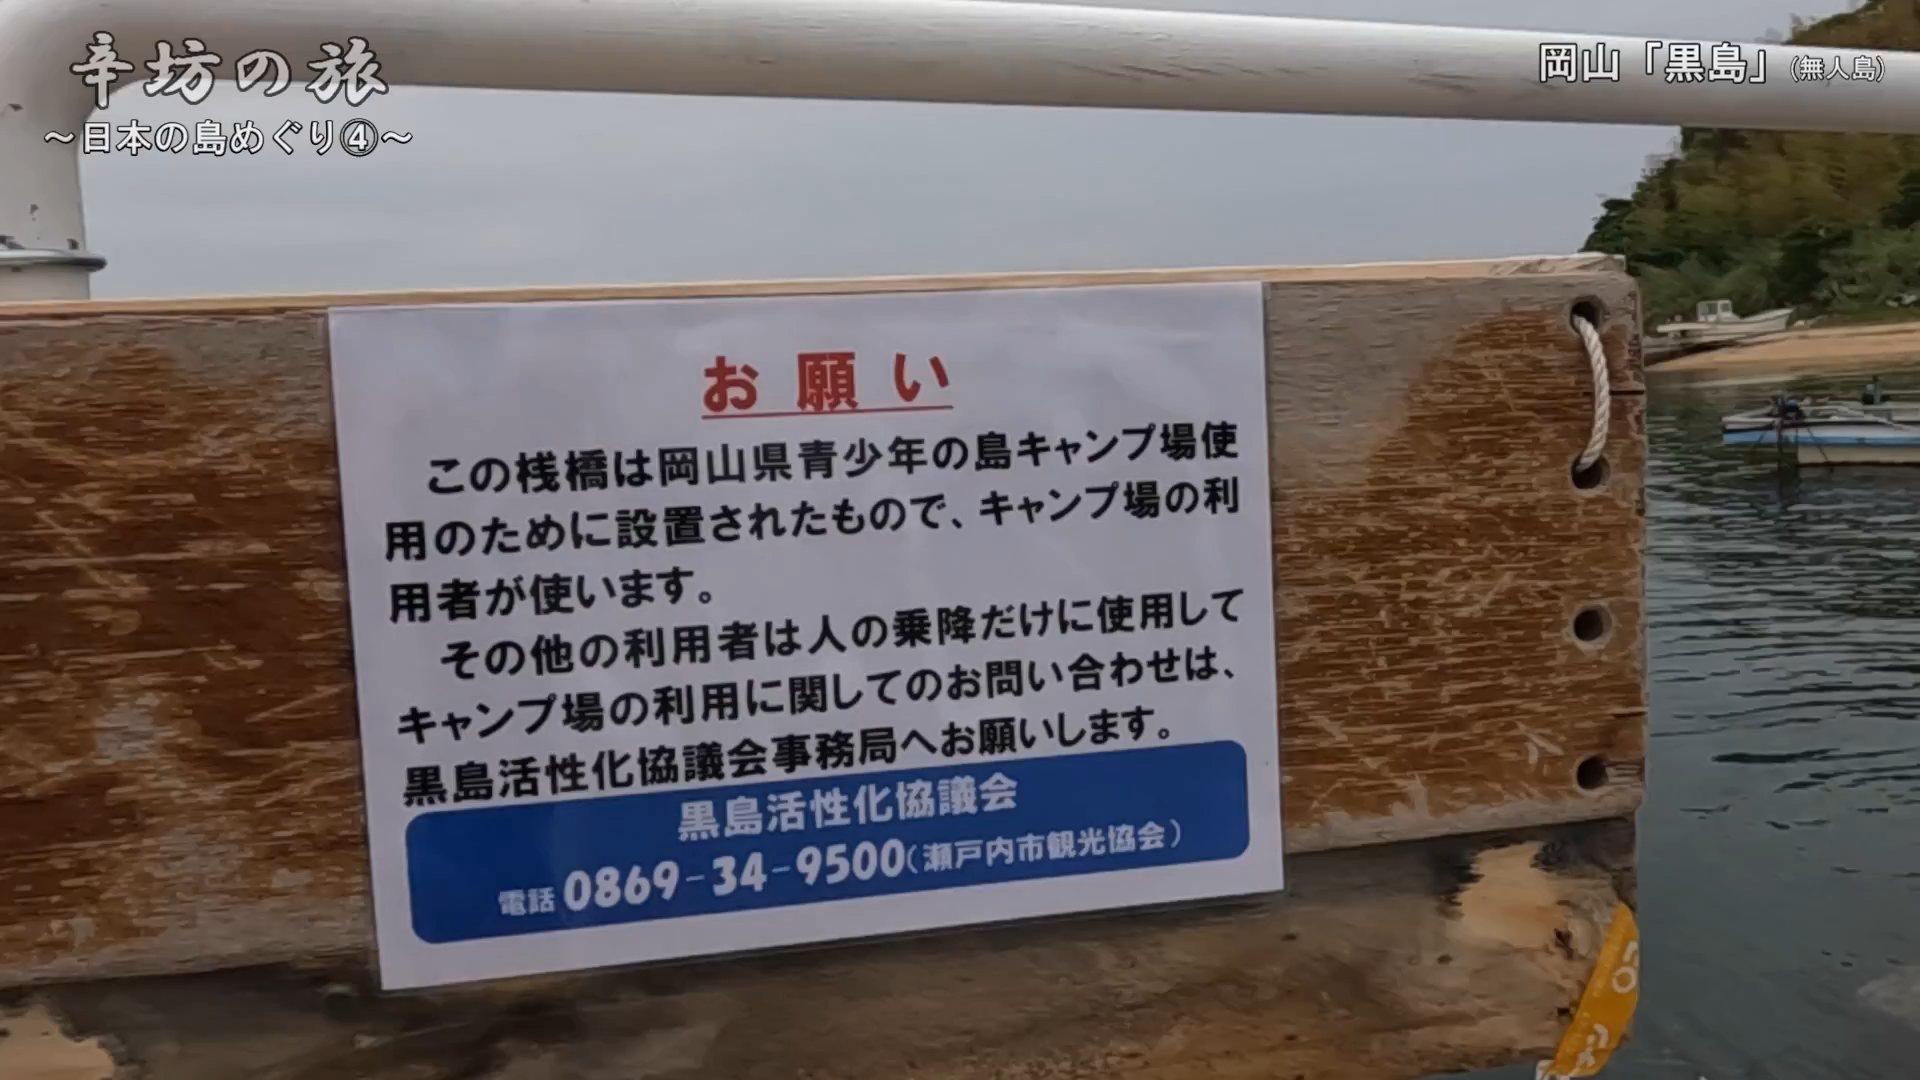 辛坊の旅
～日本の島めぐり④～
岡山「黒島」(無人島)
お願い
この桟橋は岡山県青少年の島キャンプ場使
用のために設置されたもので、キャンプ場の利
用者が使います。
その他の利用者は人の乗降だけに使用して
キャンプ場の利用に関してのお問い合わせは、
黒島活性化協議会事務局へお願いします。
黒島活性化協議会
電話 0869-34-9500(瀬戸内市観光協会)